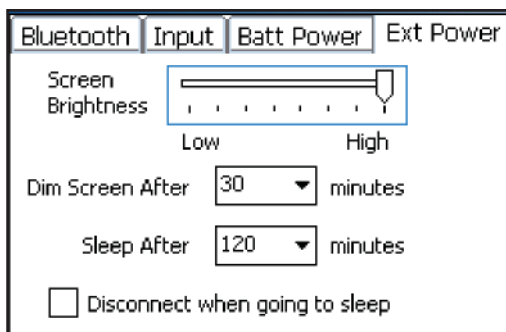 Bluetooth Input Batt Power Ext Power
Screen
Brightness
Low High
Dim Screen After 30 minutes
Sleep After 120 minutes
Disconnect when going to sleep